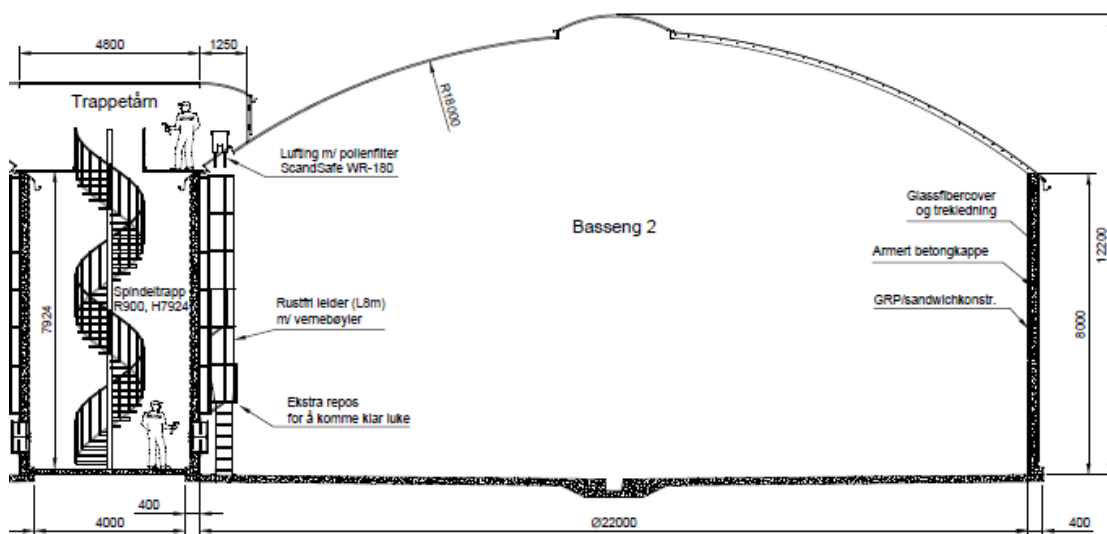 4800
1250
Trappetårn
R18000
Lufting m/ pollenfilter
ScandSafe WR-180
Glassfibercover
og trekledning
Basseng 2
12200
Armert betongkappe
7924
Spindeltrapp
R900, H7924
Rustfri leider (L8m)
m/ vernebøyler
GRP/sandwichkonstr.
8000
Ekstra repos
for å komme klar luke
400
4000
Ø22000
400